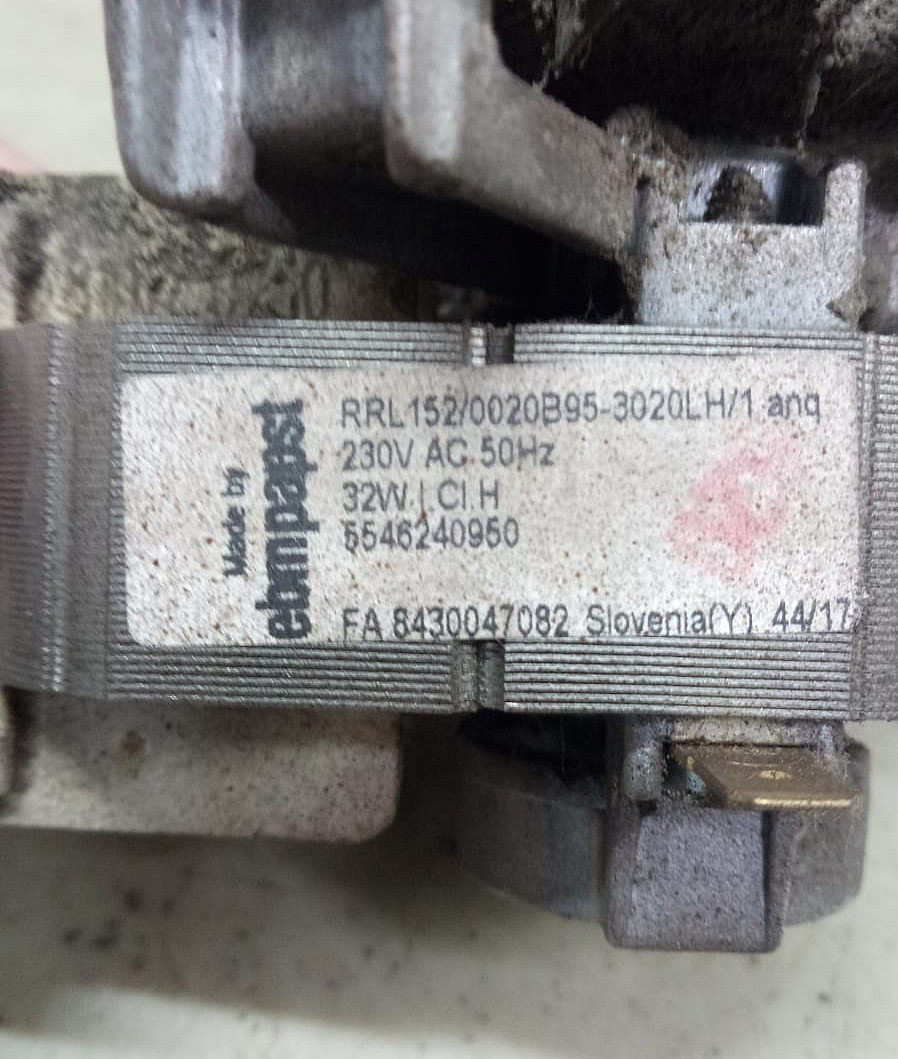 Made by
ebmpapst
RRL152/0020B95-3020LH/1 anq
230V AC 50Hz
32W | Cl.H
5546240950
FA 8430047082 Slovenia(Y) 44/17